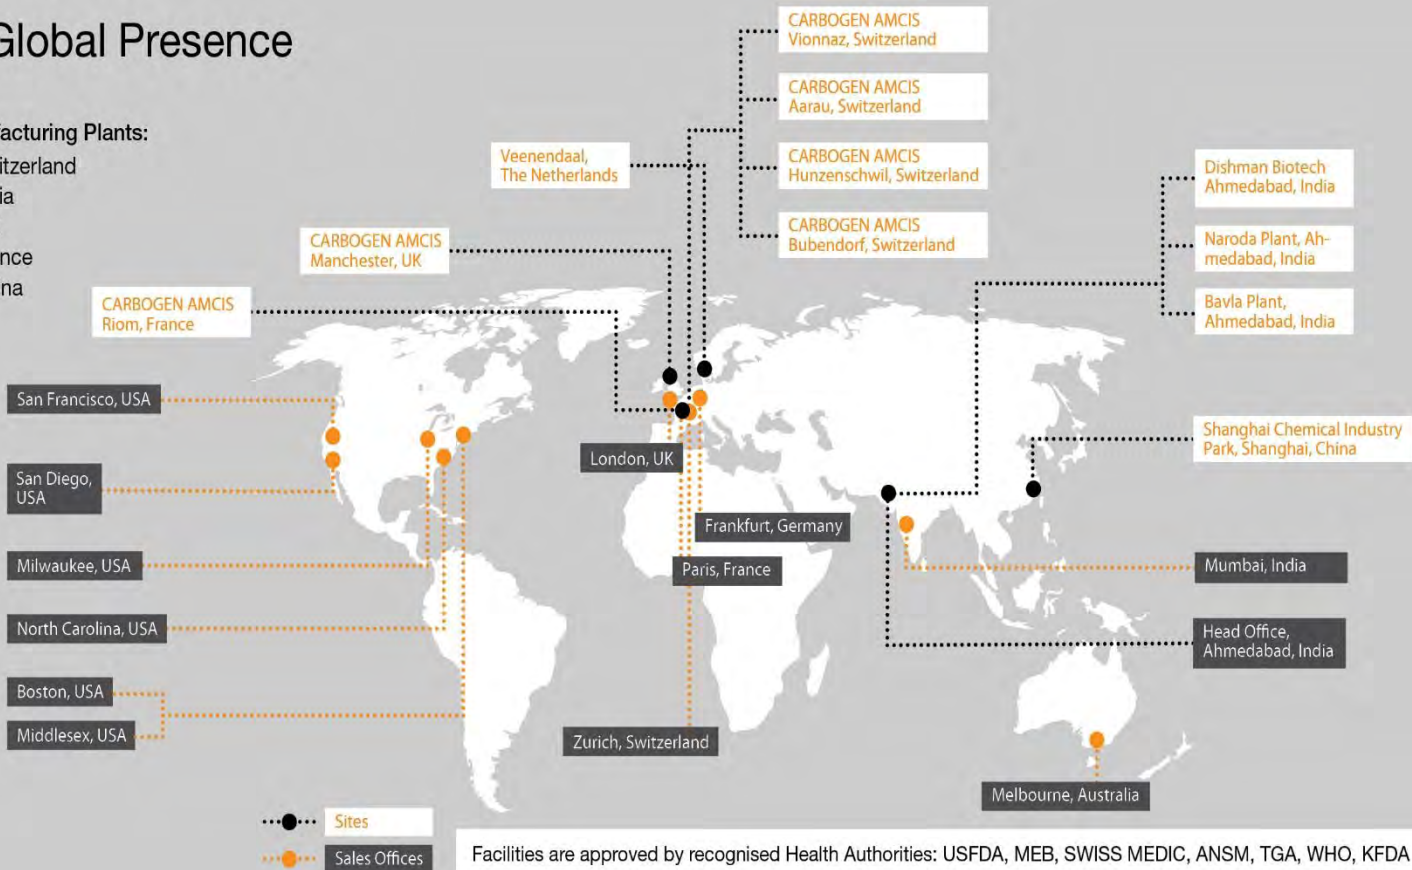 Global Presence
facturing Plants:
itzerland
ia
nce
na
CARBOGEN AMCIS
Vionnaz, Switzerland
CARBOGEN AMCIS
Aarau, Switzerland
CARBOGEN AMCIS
Hunzenschwil, Switzerland
CARBOGEN AMCIS
Bubendorf, Switzerland
Veenendaal,
The Netherlands
CARBOGEN AMCIS
Manchester, UK
CARBOGEN AMCIS
Riom, France
Dishman Biotech
Ahmedabad, India
Naroda Plant, Ah-
medabad, India
Bavla Plant,
Ahmedabad, India
San Francisco, USA
San Diego,
USA
Milwaukee, USA
North Carolina, USA
Boston, USA
Middlesex, USA
London, UK
Frankfurt, Germany
Paris, France
Zurich, Switzerland
Shanghai Chemical Industry
Park, Shanghai, China
Mumbai, India
Head Office,
Ahmedabad, India
Melbourne, Australia
Sites
Sales Offices
Facilities are approved by recognised Health Authorities: USFDA, MEB, SWISS MEDIC, ANSM, TGA, WHO, KFDA